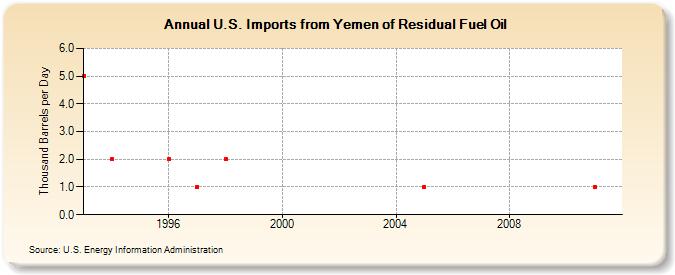 Annual U.S. Imports from Yemen of Residual Fuel Oil
Thousand Barrels per Day
6.0
5.0
4.0
3.0
2.0
1.0
0.0
1996 2000 2004 2008
Source: U.S. Energy Information Administration